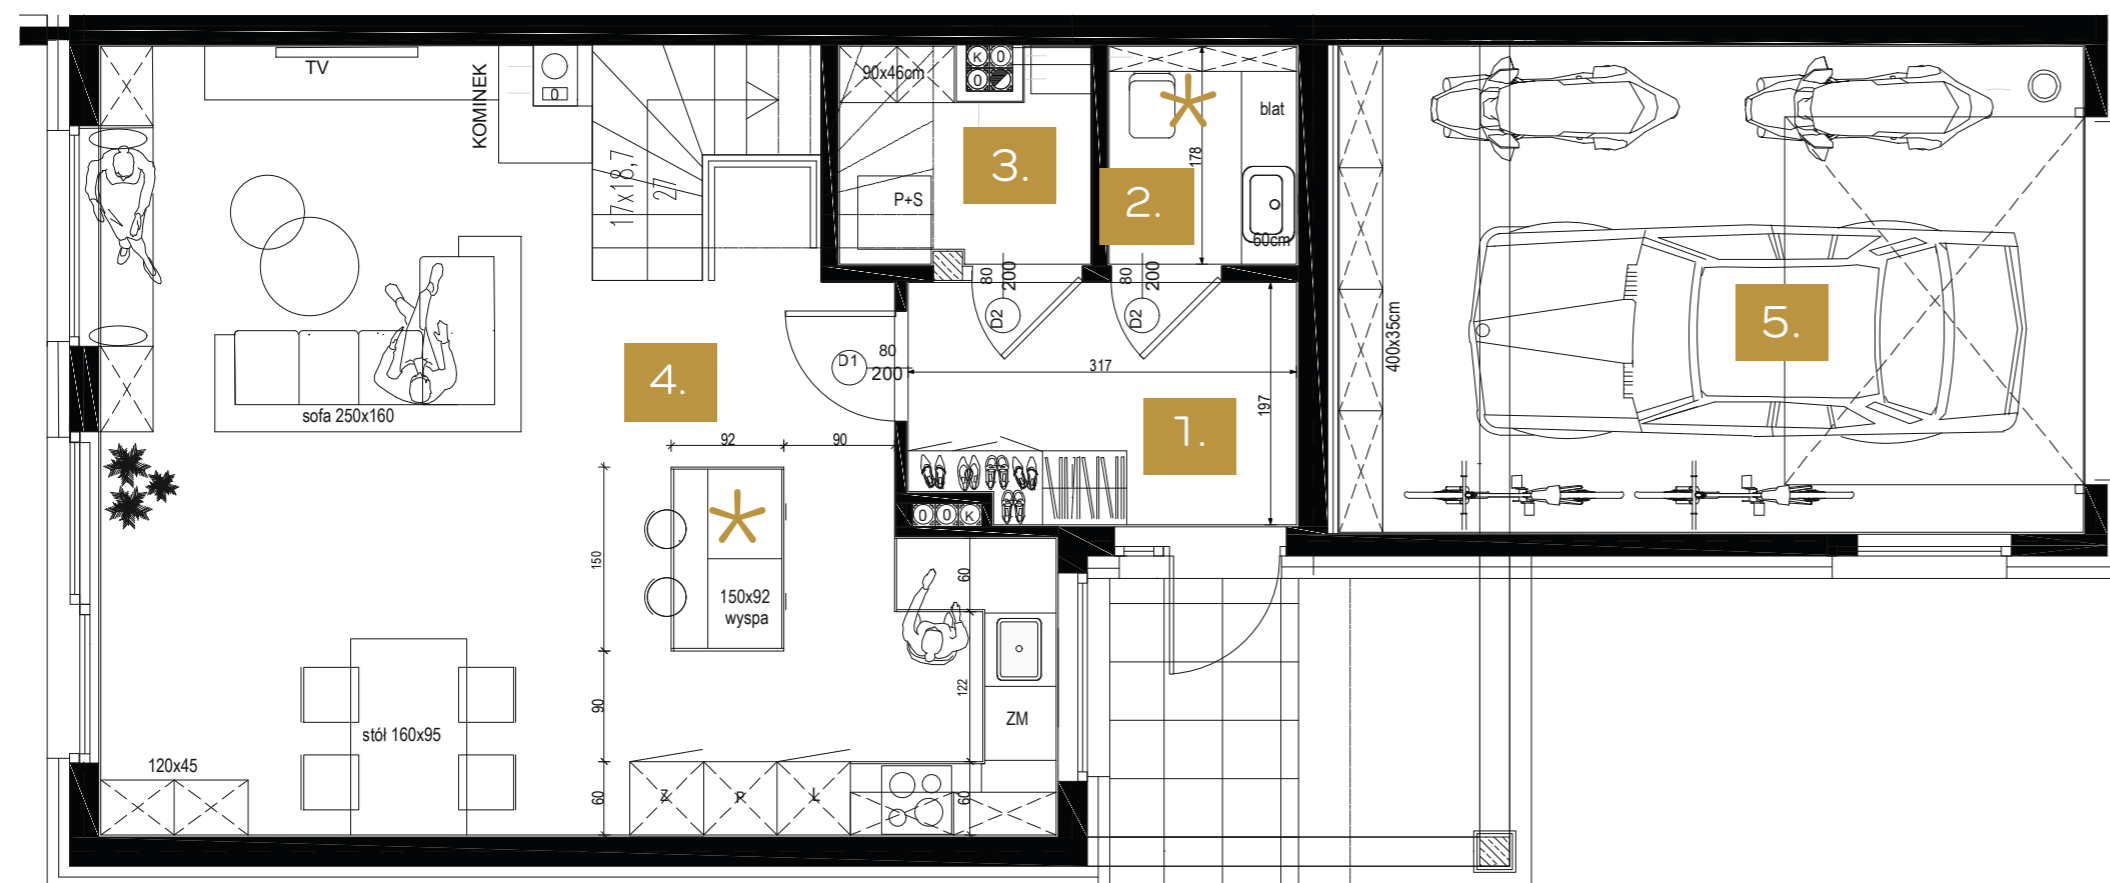 TV
KOMINEK
17x18,7
27
90x46cm
K
O
O
3.
P+S
blat
178
2.
60cm
80
200
D2
80
200
D2
400x35cm
5.
sofa 250x160
4.
D1
80
200
317
197
1.
92
90
O
O
K
150
150x92
wyspa
60
122
90
stół 160x95
ZM
120x45
60
Z
P
L
60